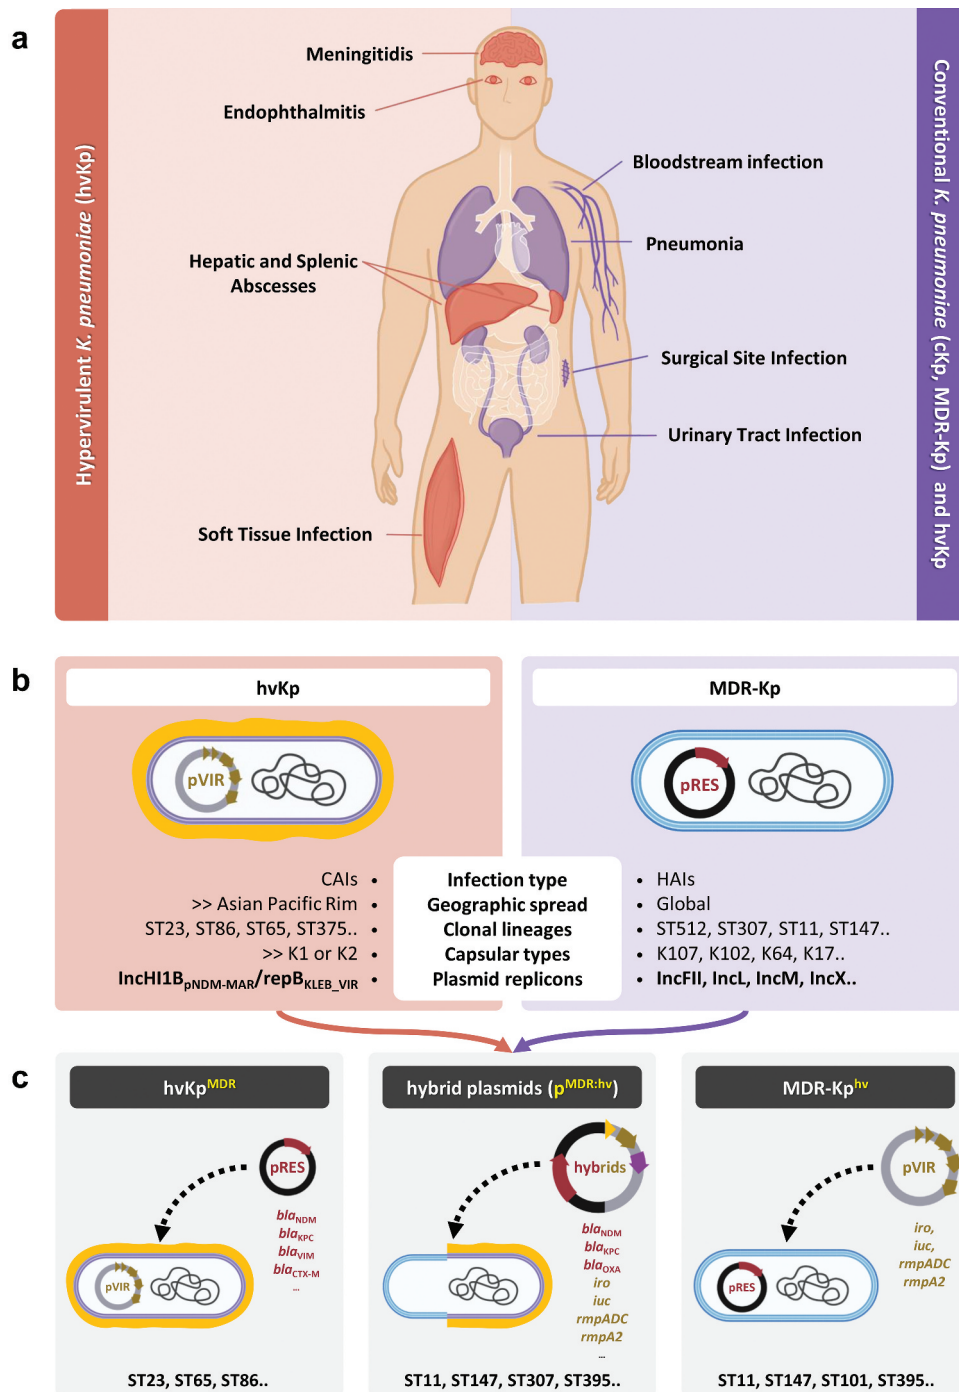 a
Hypervirulent K. pneumoniae (hvKp)
Meningitidis
Endophthalmitis
Hepatic and Splenic
Abscesses
Soft Tissue Infection
Bloodstream infection
Pneumonia
Surgical Site Infection
Urinary Tract Infection
Conventional K. pneumoniae (cKp, MDR-Kp) and hvKp
b
hvKp
MDR-Kp
pVIR
pRES
CAIs • Infection type • HAIs
>> Asian Pacific Rim • Geographic spread • Global
ST23, ST86, ST65, ST375.. • Clonal lineages • ST512, ST307, ST11, ST147..
>> K1 or K2 • Capsular types • K107, K102, K64, K17..
IncHI1BpNDM-MAR/repBKLEB_VIR • Plasmid replicons • IncFII, IncL, IncM, IncX..
c
hvKpMDR
pRES
blaNDM
blaKPC
blaVIM
blaCTX-M
...
pVIR
ST23, ST65, ST86..
hybrid plasmids (pMDR:hv)
hybrids
blaNDM
blaKPC
blaOXA
iro
iuc
rmpADC
rmpA2
...
ST11, ST147, ST307, ST395..
MDR-Kphv
pVIR
iro,
iuc,
rmpADC
rmpA2
pRES
ST11, ST147, ST101, ST395..